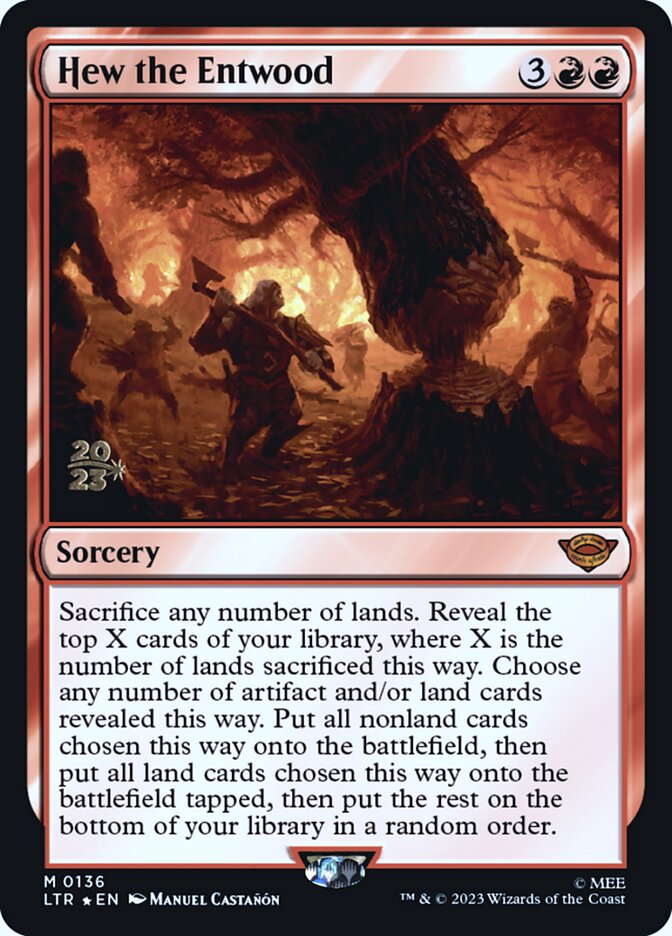 Hew the Entwood
3
20
23
Sorcery
Sacrifice any number of lands. Reveal the
top X cards of your library, where X is the
number of lands sacrificed this way. Choose
any number of artifact and/or land cards
revealed this way. Put all nonland cards
chosen this way onto the battlefield, then
put all land cards chosen this way onto the
battlefield tapped, then put the rest on the
bottom of your library in a random order.
M 0136
© MEE
LTR ★ EN Manuel Castañón
™ & © 2023 Wizards of the Coast